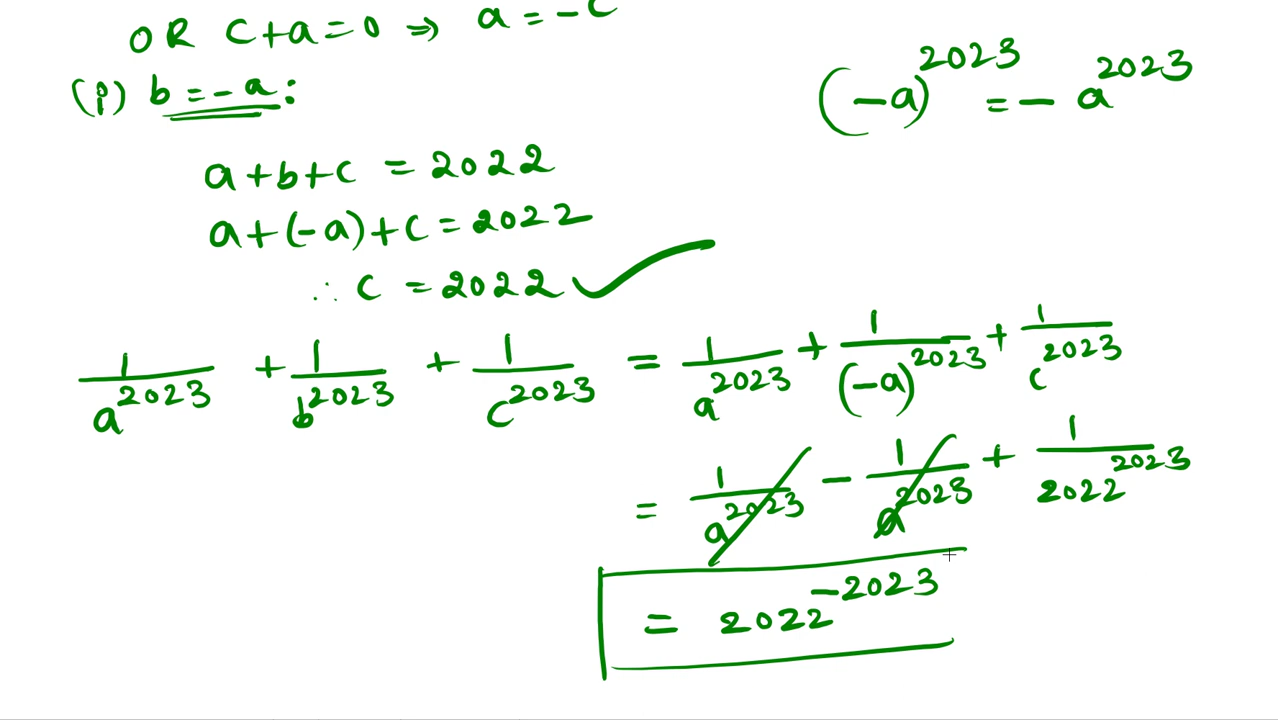 OR c+a=0 ⇒ a=-c
(i) b=-a:
(-a)^2023 = - a^2023
a+b+c = 2022
a+(-a)+c=2022
∴ c = 2022 ✓
1/a^2023 + 1/b^2023 + 1/c^2023 = 1/a^2023 + 1/(-a)^2023 + 1/c^2023
= 1/a^2023 - 1/a^2023 + 1/2022^2023
= 2022^-2023